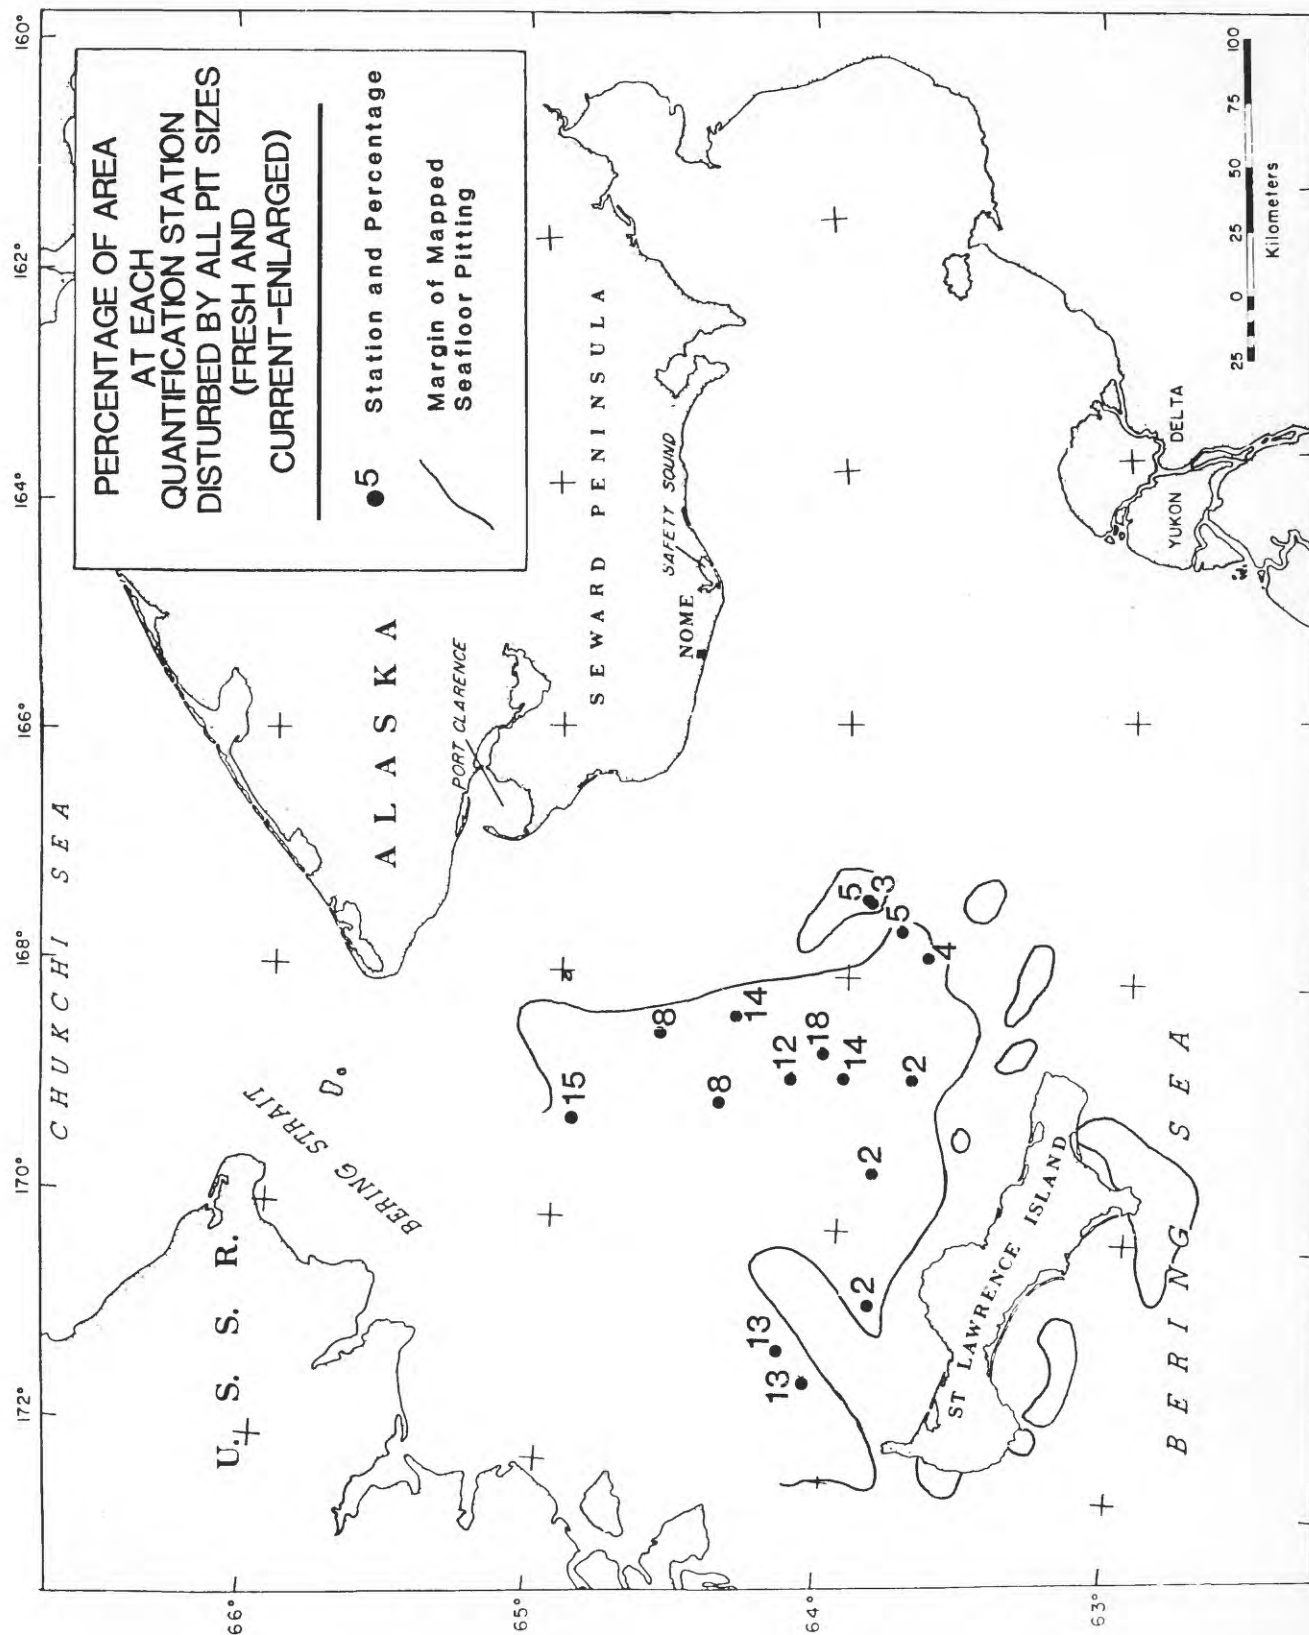 160°
162°
164°
166°
168°
170°
172°
66°
65°
64°
63°
PERCENTAGE OF AREA
AT EACH
QUANTIFICATION STATION
DISTURBED BY ALL PIT SIZES
(FRESH AND
CURRENT-ENLARGED)
5 Station and Percentage
Margin of Mapped
Seafloor Pitting
CHUKCHI SEA
U. S. S. R.
BERING STRAIT
ALASKA
PORT CLARENCE
SEWARD PENINSULA
NOME
SAFETY SOUND
15
8
8
14
12
18
14
2
2
2
13
13
5
3
5
4
ST LAWRENCE ISLAND
BERING SEA
YUKON
DELTA
25 0 25 50 75 100
Kilometers